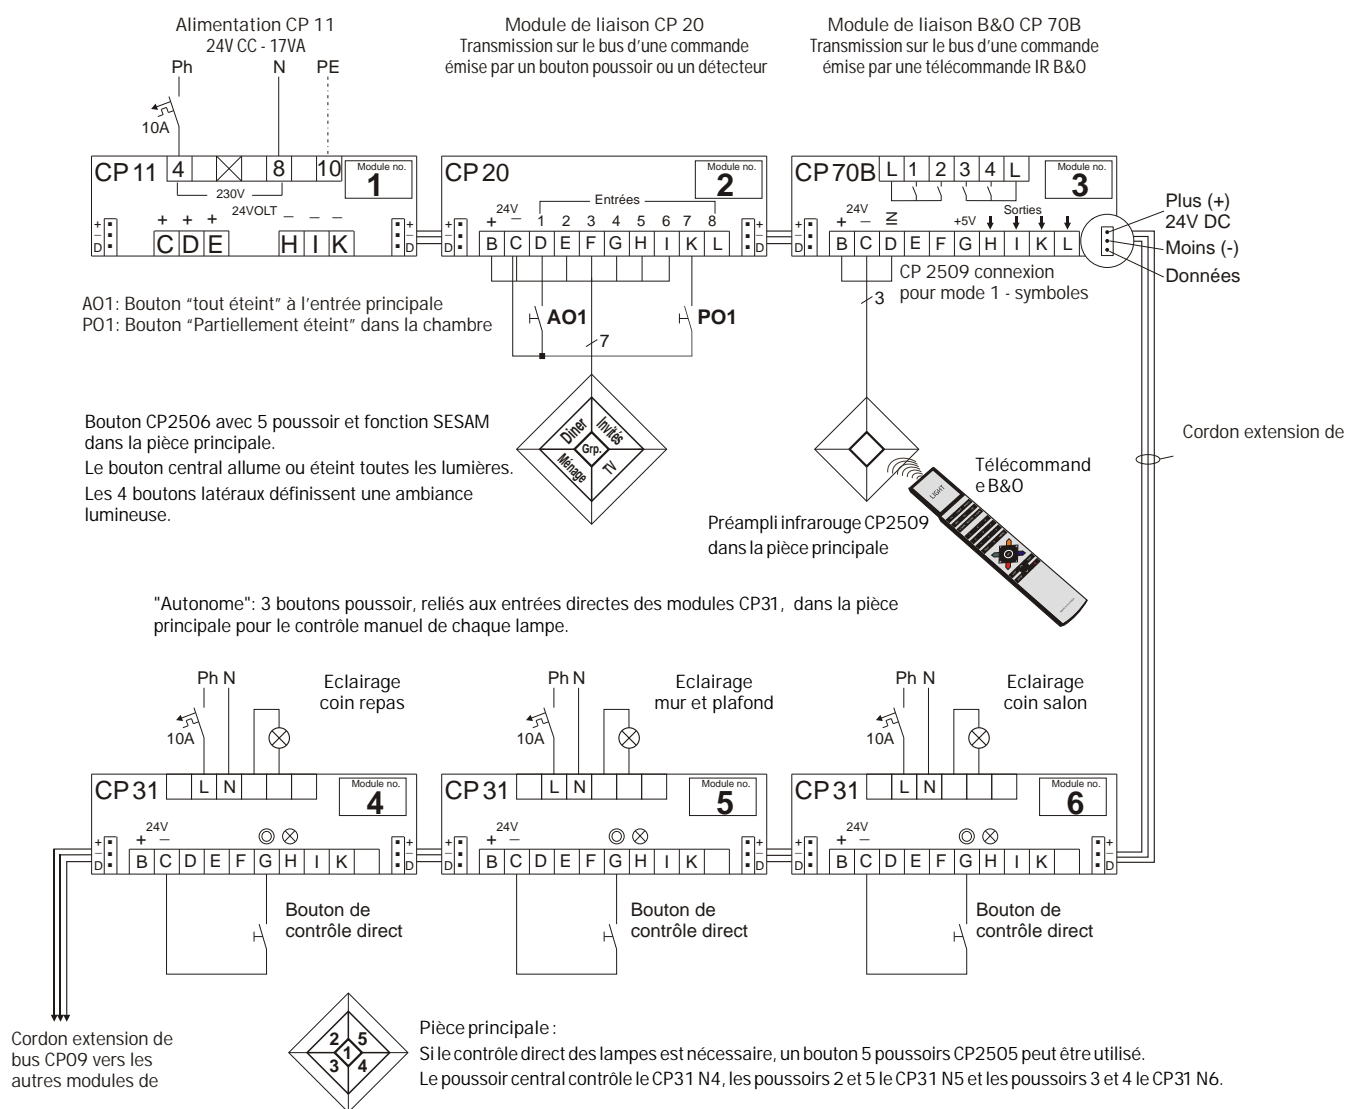 Alimentation CP 11
24V CC - 17VA
Ph N PE
10A
Module de liaison CP 20
Transmission sur le bus d'une commande
émise par un bouton poussoir ou un détecteur
Module de liaison B&O CP 70B
Transmission sur le bus d'une commande
émise par une télécommande IR B&O
CP 11 4 8 10 Module no. 1
230V
24VOLT
+ + + – – –
C D E H I K
+ – D
CP 20 Module no. 2
Entrées
24V
+ – 1 2 3 4 5 6 7 8
B C D E F G H I K L
+ – D
CP 70B L 1 2 3 4 L Module no. 3
24V
+ – IN +5V Sorties
B C D E F G H I K L
Plus (+)
24V DC
Moins (-)
Données
CP 2509 connexion
pour mode 1 - symboles
3
AO1: Bouton “tout éteint” à l'entrée principale
PO1: Bouton “Partiellement éteint” dans la chambre
AO1
PO1
7
Bouton CP2506 avec 5 poussoir et fonction SESAM
dans la pièce principale.
Le bouton central allume ou éteint toutes les lumières.
Les 4 boutons latéraux définissent une ambiance
lumineuse.
Diner
Invités
Grp.
Ménage
TV
Cordon extension de
Télécommand
e B&O
LIGHT
Préampli infrarouge CP2509
dans la pièce principale
"Autonome": 3 boutons poussoir, reliés aux entrées directes des modules CP31, dans la pièce
principale pour le contrôle manuel de chaque lampe.
Ph N
10A
Eclairage
coin repas
Ph N
10A
Eclairage
mur et plafond
Ph N
10A
Eclairage
coin salon
CP 31 L N Module no. 4
24V
+ –
B C D E F G H I K
+ – D
CP 31 L N Module no. 5
24V
+ –
B C D E F G H I K
+ – D
CP 31 L N Module no. 6
24V
+ –
B C D E F G H I K
+ – D
Bouton de
contrôle direct
Bouton de
contrôle direct
Bouton de
contrôle direct
Cordon extension de
bus CP09 vers les
autres modules de
2 5
1
3 4
Pièce principale :
Si le contrôle direct des lampes est nécessaire, un bouton 5 poussoirs CP2505 peut être utilisé.
Le poussoir central contrôle le CP31 N4, les poussoirs 2 et 5 le CP31 N5 et les poussoirs 3 et 4 le CP31 N6.